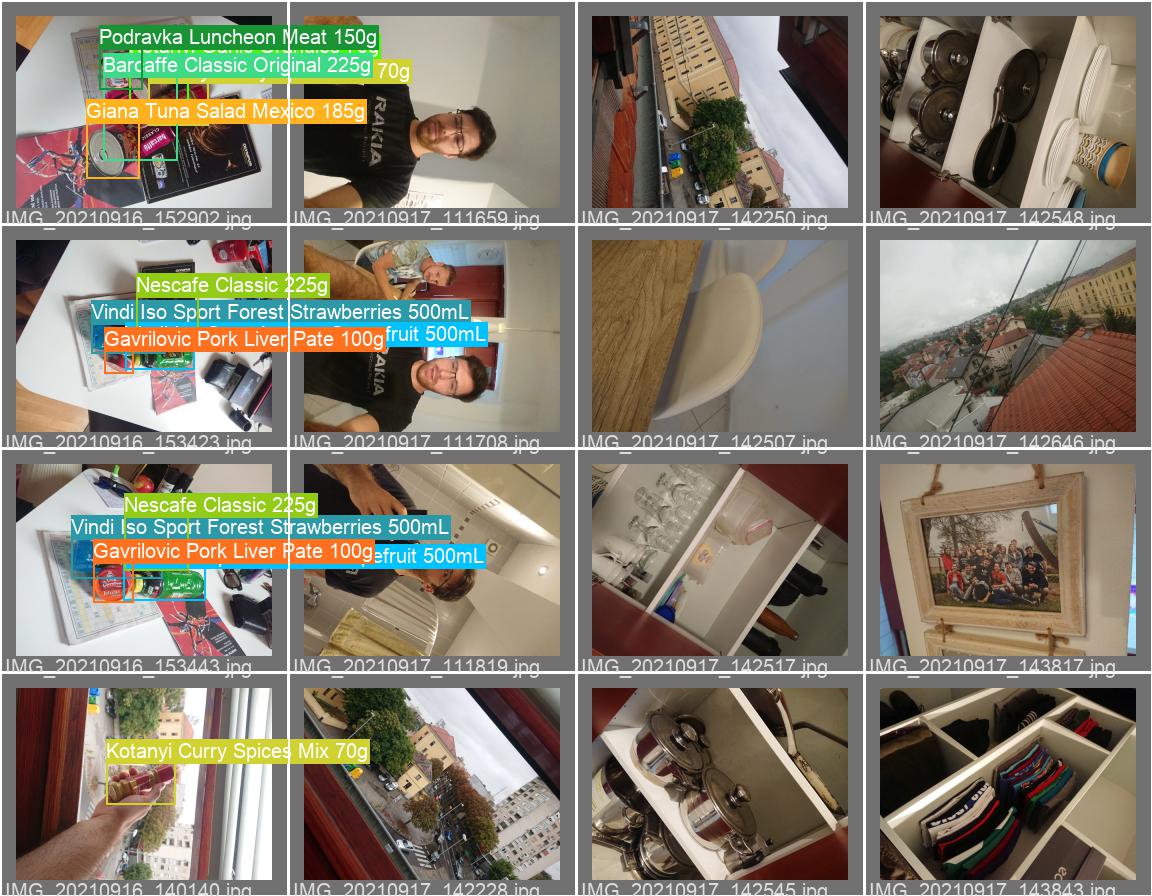 Podravka Luncheon Meat 150g
Barcaffe Classic Original 225g
70g
Giana Tuna Salad Mexico 185g
RAKIA
IMG_20210916_152902.jpg
IMG_20210917_111659.jpg
IMG_20210917_142250.jpg
IMG_20210917_142548.jpg
Nescafe Classic 225g
Vindi Iso Sport Forest Strawberries 500mL
fruit 500mL
Gavrilovic Pork Liver Pate 100g
IMG_20210916_153423.jpg
IMG_20210917_111708.jpg
IMG_20210917_142507.jpg
IMG_20210917_142646.jpg
Nescafe Classic 225g
Vindi Iso Sport Forest Strawberries 500mL
Gavrilovic Pork Liver Pate 100g
efruit 500mL
IMG_20210916_153443.jpg
IMG_20210917_111819.jpg
IMG_20210917_142517.jpg
IMG_20210917_143817.jpg
Kotanyi Curry Spices Mix 70g
IMG_20210916_140140.jpg
IMG_20210917_142228.jpg
IMG_20210917_142545.jpg
IMG_20210917_143843.jpg